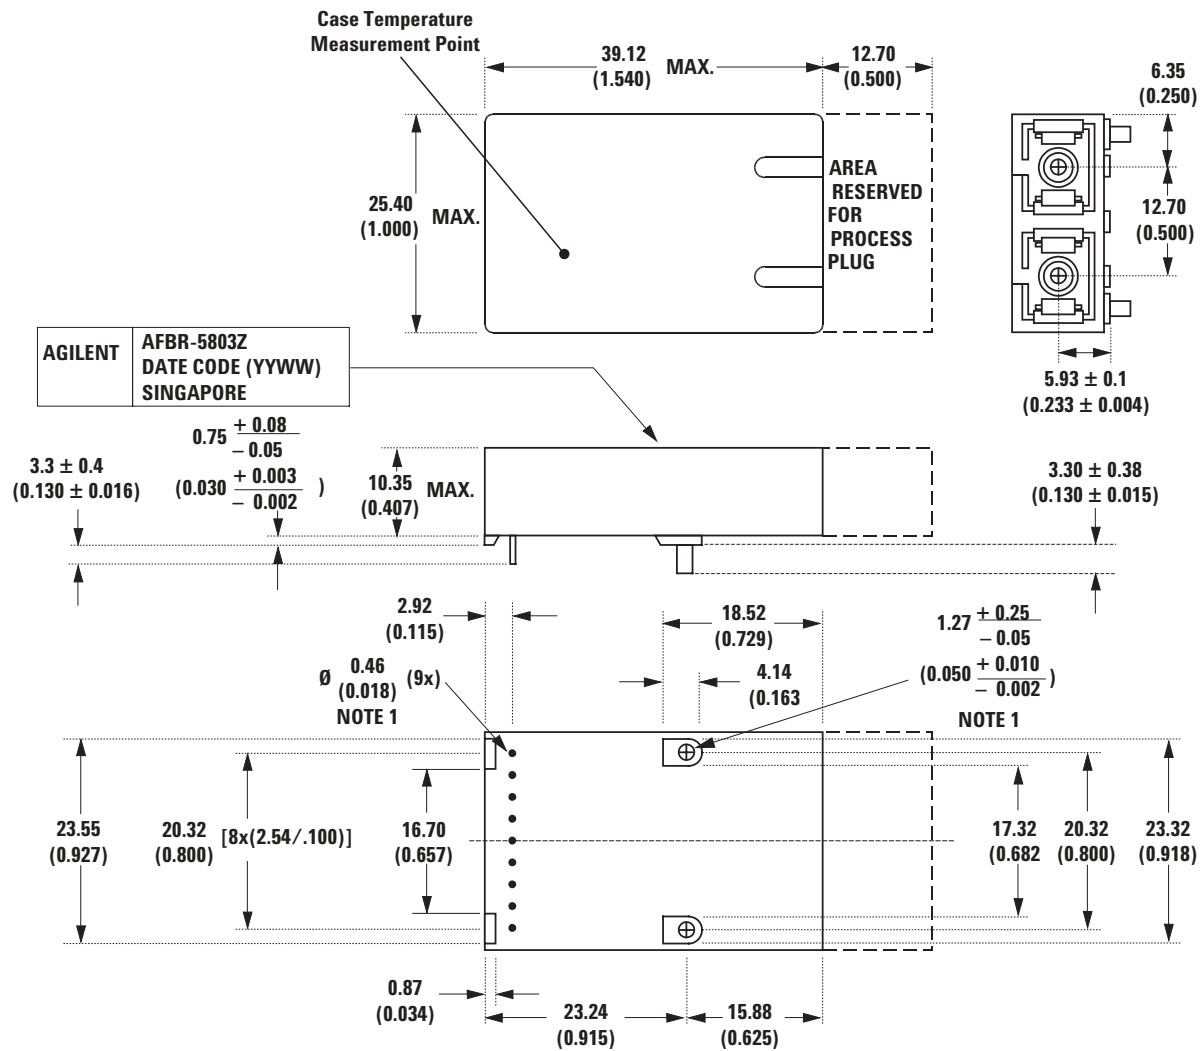 Case Temperature
Measurement Point
39.12
(1.540)
MAX.
12.70
(0.500)
6.35
(0.250)
25.40
(1.000)
MAX.
AREA
RESERVED
FOR
PROCESS
PLUG
12.70
(0.500)
AGILENT
AFBR-5803Z
DATE CODE (YYWW)
SINGAPORE
5.93 ± 0.1
(0.233 ± 0.004)
0.75 + 0.08
– 0.05
(0.030 + 0.003
– 0.002 )
3.3 ± 0.4
(0.130 ± 0.016)
10.35
(0.407)
MAX.
3.30 ± 0.38
(0.130 ± 0.015)
2.92
(0.115)
18.52
(0.729)
1.27 + 0.25
– 0.05
(0.050 + 0.010
– 0.002 )
NOTE 1
Ø 0.46
(0.018)
(9x)
NOTE 1
4.14
(0.163
23.55
(0.927)
20.32
(0.800)
[8x(2.54/.100)]
16.70
(0.657)
17.32
(0.682
20.32
(0.800)
23.32
(0.918)
0.87
(0.034)
23.24
(0.915)
15.88
(0.625)